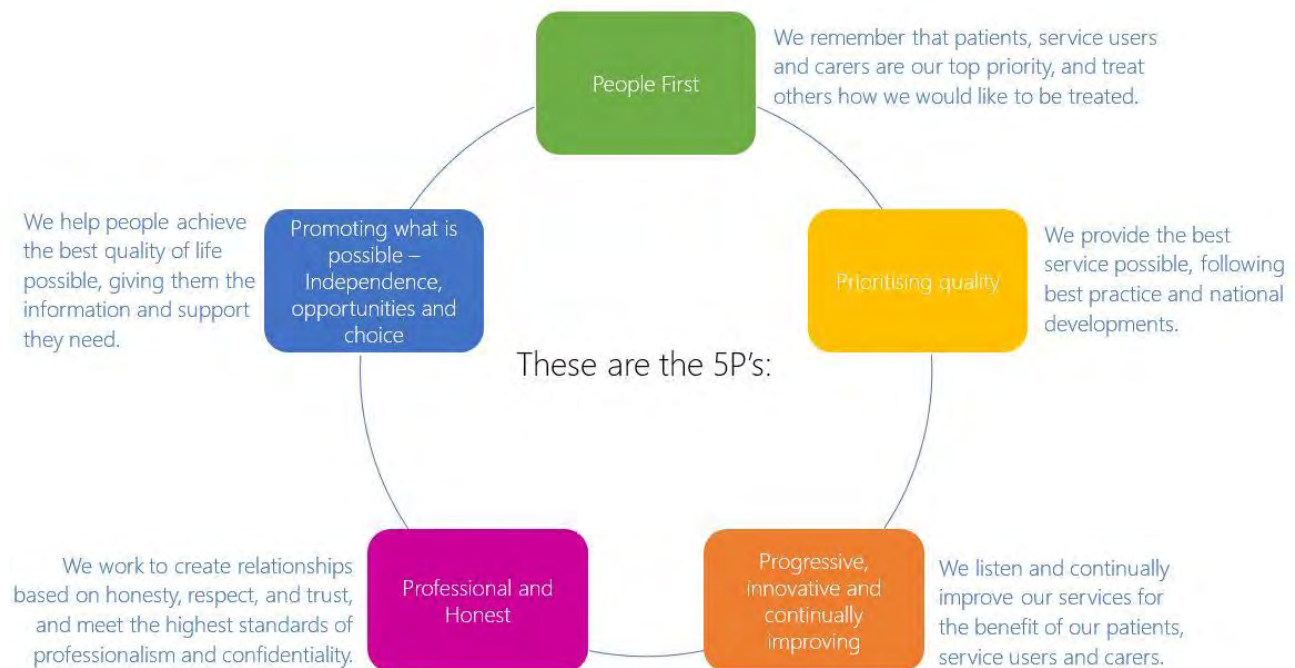 People First
We remember that patients, service users
and carers are our top priority, and treat
others how we would like to be treated.
Prioritising quality
We provide the best
service possible, following
best practice and national
developments.
Progressive,
innovative and
continually
improving
We listen and continually
improve our services for
the benefit of our patients,
service users and carers.
Professional and
Honest
We work to create relationships
based on honesty, respect, and trust,
and meet the highest standards of
professionalism and confidentiality.
Promoting what is
possible –
Independence,
opportunities and
choice
We help people achieve
the best quality of life
possible, giving them the
information and support
they need.
These are the 5P's: